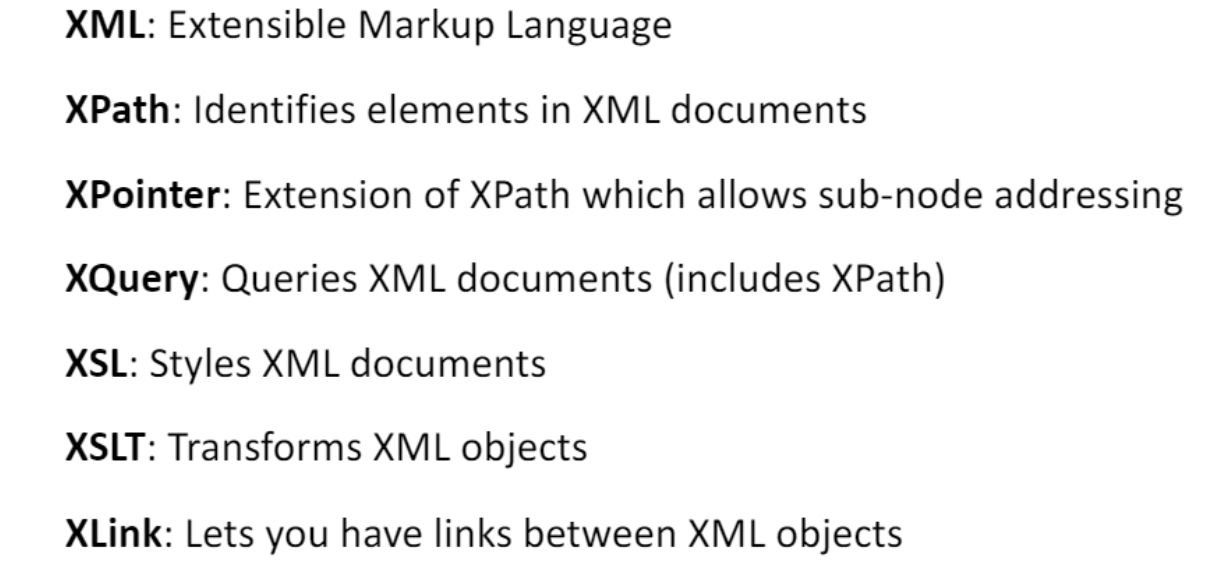 XML: Extensible Markup Language
XPath: Identifies elements in XML documents
XPointer: Extension of XPath which allows sub-node addressing
XQuery: Queries XML documents (includes XPath)
XSL: Styles XML documents
XSLT: Transforms XML objects
XLink: Lets you have links between XML objects